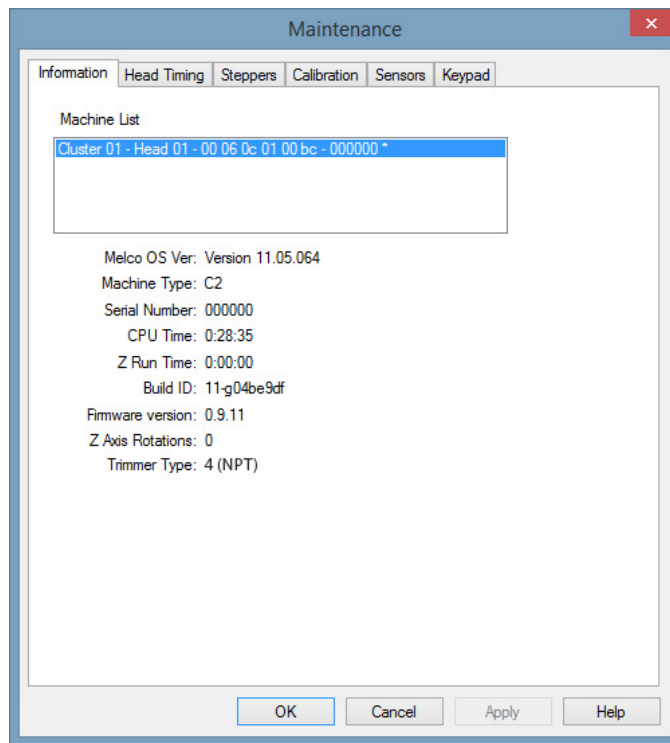 Maintenance
Information Head Timing Steppers Calibration Sensors Keypad
Machine List
Cluster 01 - Head 01 - 00 06 0c 01 00 bc - 000000 *
Melco OS Ver: Version 11.05.064
Machine Type: C2
Serial Number: 000000
CPU Time: 0:28:35
Z Run Time: 0:00:00
Build ID: 11-g04be9df
Firmware version: 0.9.11
Z Axis Rotations: 0
Trimmer Type: 4 (NPT)
OK Cancel Apply Help